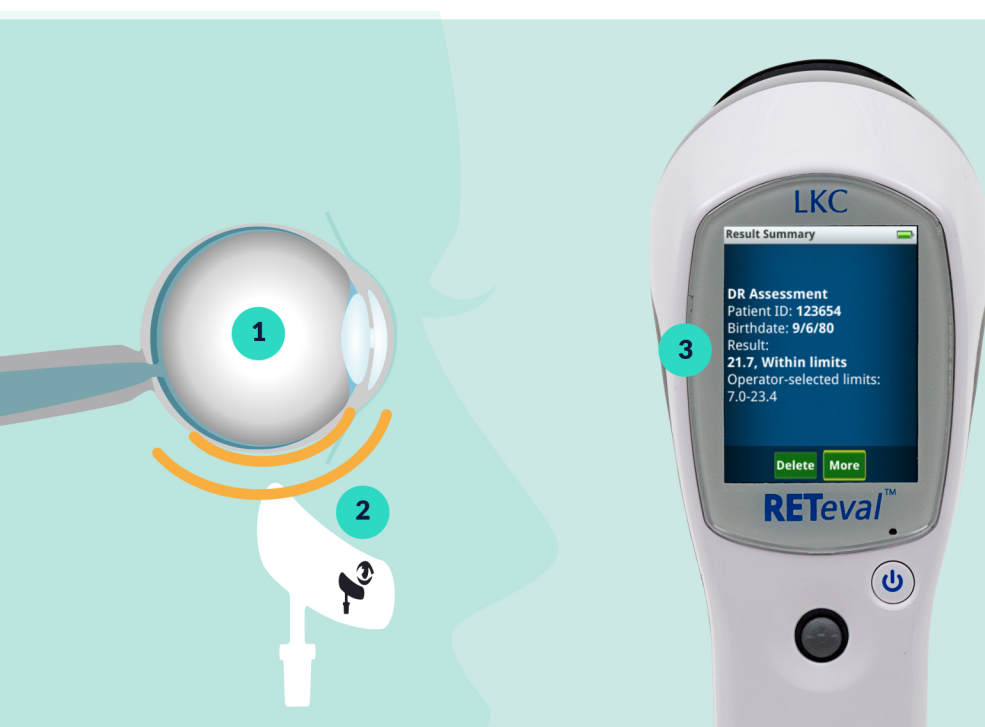 1
2
3
LKC
Result Summary
DR Assessment
Patient ID: 123654
Birthdate: 9/6/80
Result:
21.7, Within limits
Operator-selected limits:
7.0-23.4
Delete More
RETeval™